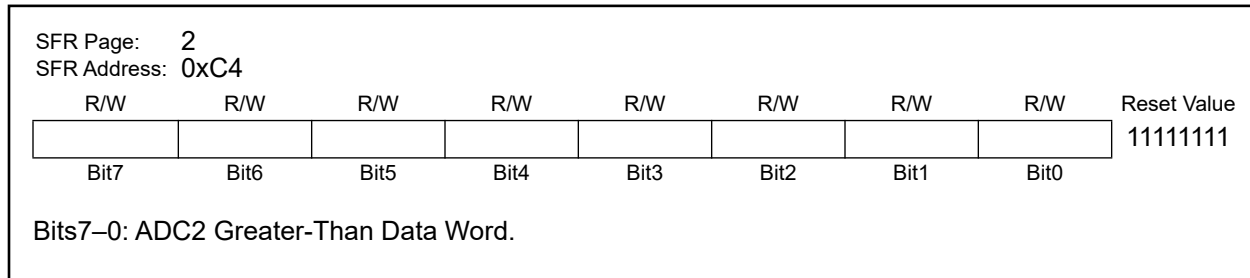 SFR Page: 2
SFR Address: 0xC4
R/W R/W R/W R/W R/W R/W R/W R/W Reset Value
11111111
Bit7 Bit6 Bit5 Bit4 Bit3 Bit2 Bit1 Bit0
Bits7–0: ADC2 Greater-Than Data Word.